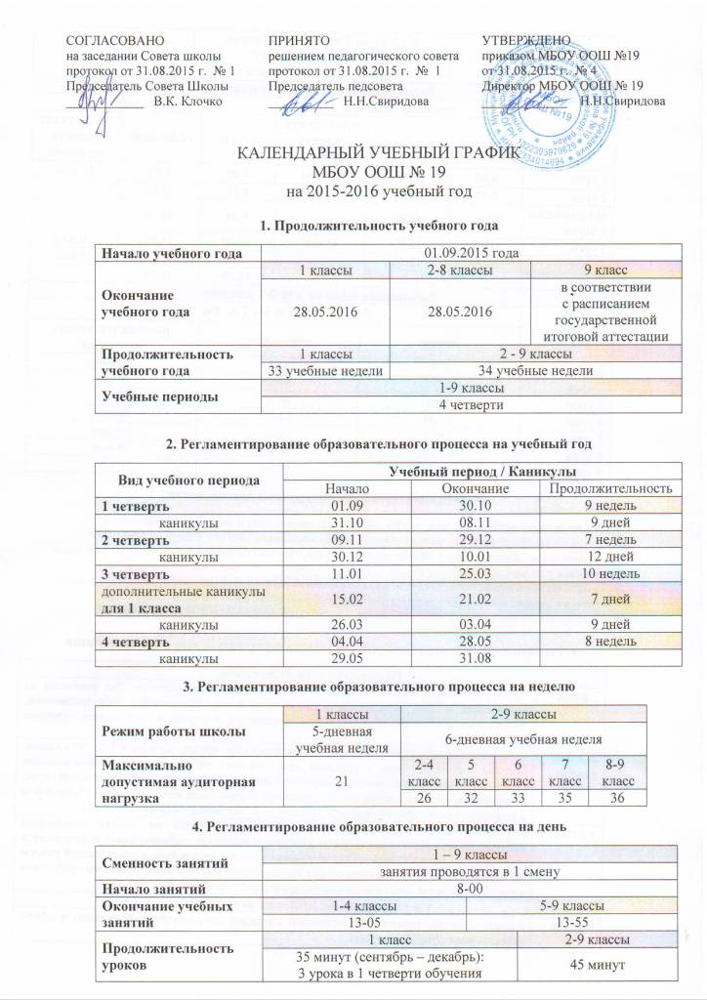 СОГЛАСОВАНО
на заседании Совета школы
протокол от 31.08.2015 г. № 1
Председатель Совета Школы
В.К. Клочко
ПРИНЯТО
решением педагогического совета
протокол от 31.08.2015 г. № 1
Председатель педсовета
Н.Н.Свиридова
УТВЕРЖДЕНО
приказом МБОУ ООШ №19
от 31.08.2015 г. № 4
Директор МБОУ ООШ № 19
Н.Н.Свиридова
МБОУ
ООШ №19
КАЛЕНДАРНЫЙ УЧЕБНЫЙ ГРАФИК
МБОУ ООШ № 19
на 2015-2016 учебный год
1. Продолжительность учебного года
Начало учебного года 01.09.2015 года
Окончание учебного года
1 классы 2-8 классы 9 класс
28.05.2016 28.05.2016 в соответствии
с расписанием
государственной
итоговой аттестации
Продолжительность учебного года
1 классы 2 - 9 классы
33 учебные недели 34 учебные недели
Учебные периоды 1-9 классы
4 четверти
2. Регламентирование образовательного процесса на учебный год
Вид учебного периода Учебный период / Каникулы
Начало Окончание Продолжительность
1 четверть 01.09 30.10 9 недель
каникулы 31.10 08.11 9 дней
2 четверть 09.11 29.12 7 недель
каникулы 30.12 10.01 12 дней
3 четверть 11.01 25.03 10 недель
дополнительные каникулы
для 1 класса 15.02 21.02 7 дней
каникулы 26.03 03.04 9 дней
4 четверть 04.04 28.05 8 недель
каникулы 29.05 31.08
3. Регламентирование образовательного процесса на неделю
Режим работы школы 1 классы 2-9 классы
5-дневная
учебная неделя 6-дневная учебная неделя
Максимально
допустимая аудиторная
нагрузка
21
2-4 класс 5 класс 6 класс 7 класс 8-9 класс
26 32 33 35 36
4. Регламентирование образовательного процесса на день
Сменность занятий 1 – 9 классы
занятия проводятся в 1 смену
Начало занятий 8-00
Окончание учебных
занятий
1-4 классы 5-9 классы
13-05 13-55
Продолжительность
уроков
1 класс 2-9 классы
35 минут (сентябрь – декабрь):
3 урока в 1 четверти обучения
45 минут